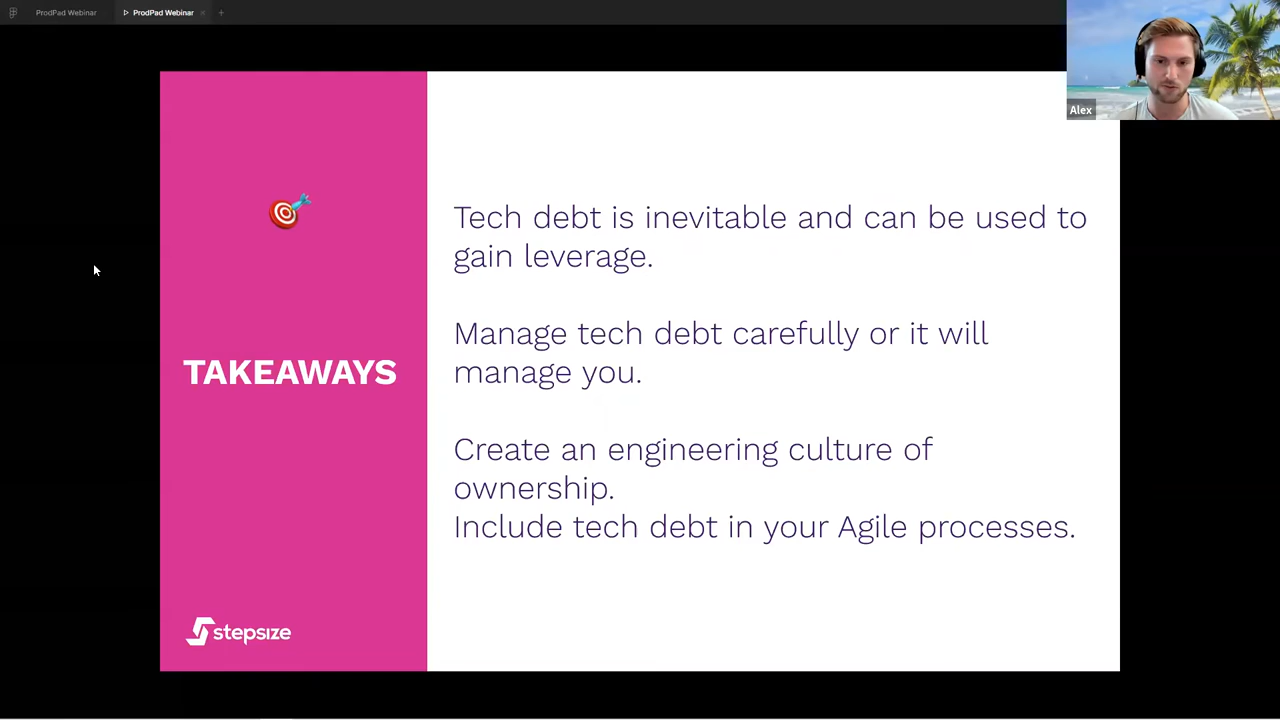 ProdPad Webinar
ProdPad Webinar
Alex
Tech debt is inevitable and can be used to
gain leverage.
Manage tech debt carefully or it will
manage you.
TAKEAWAYS
Create an engineering culture of
ownership.
Include tech debt in your Agile processes.
stepsize